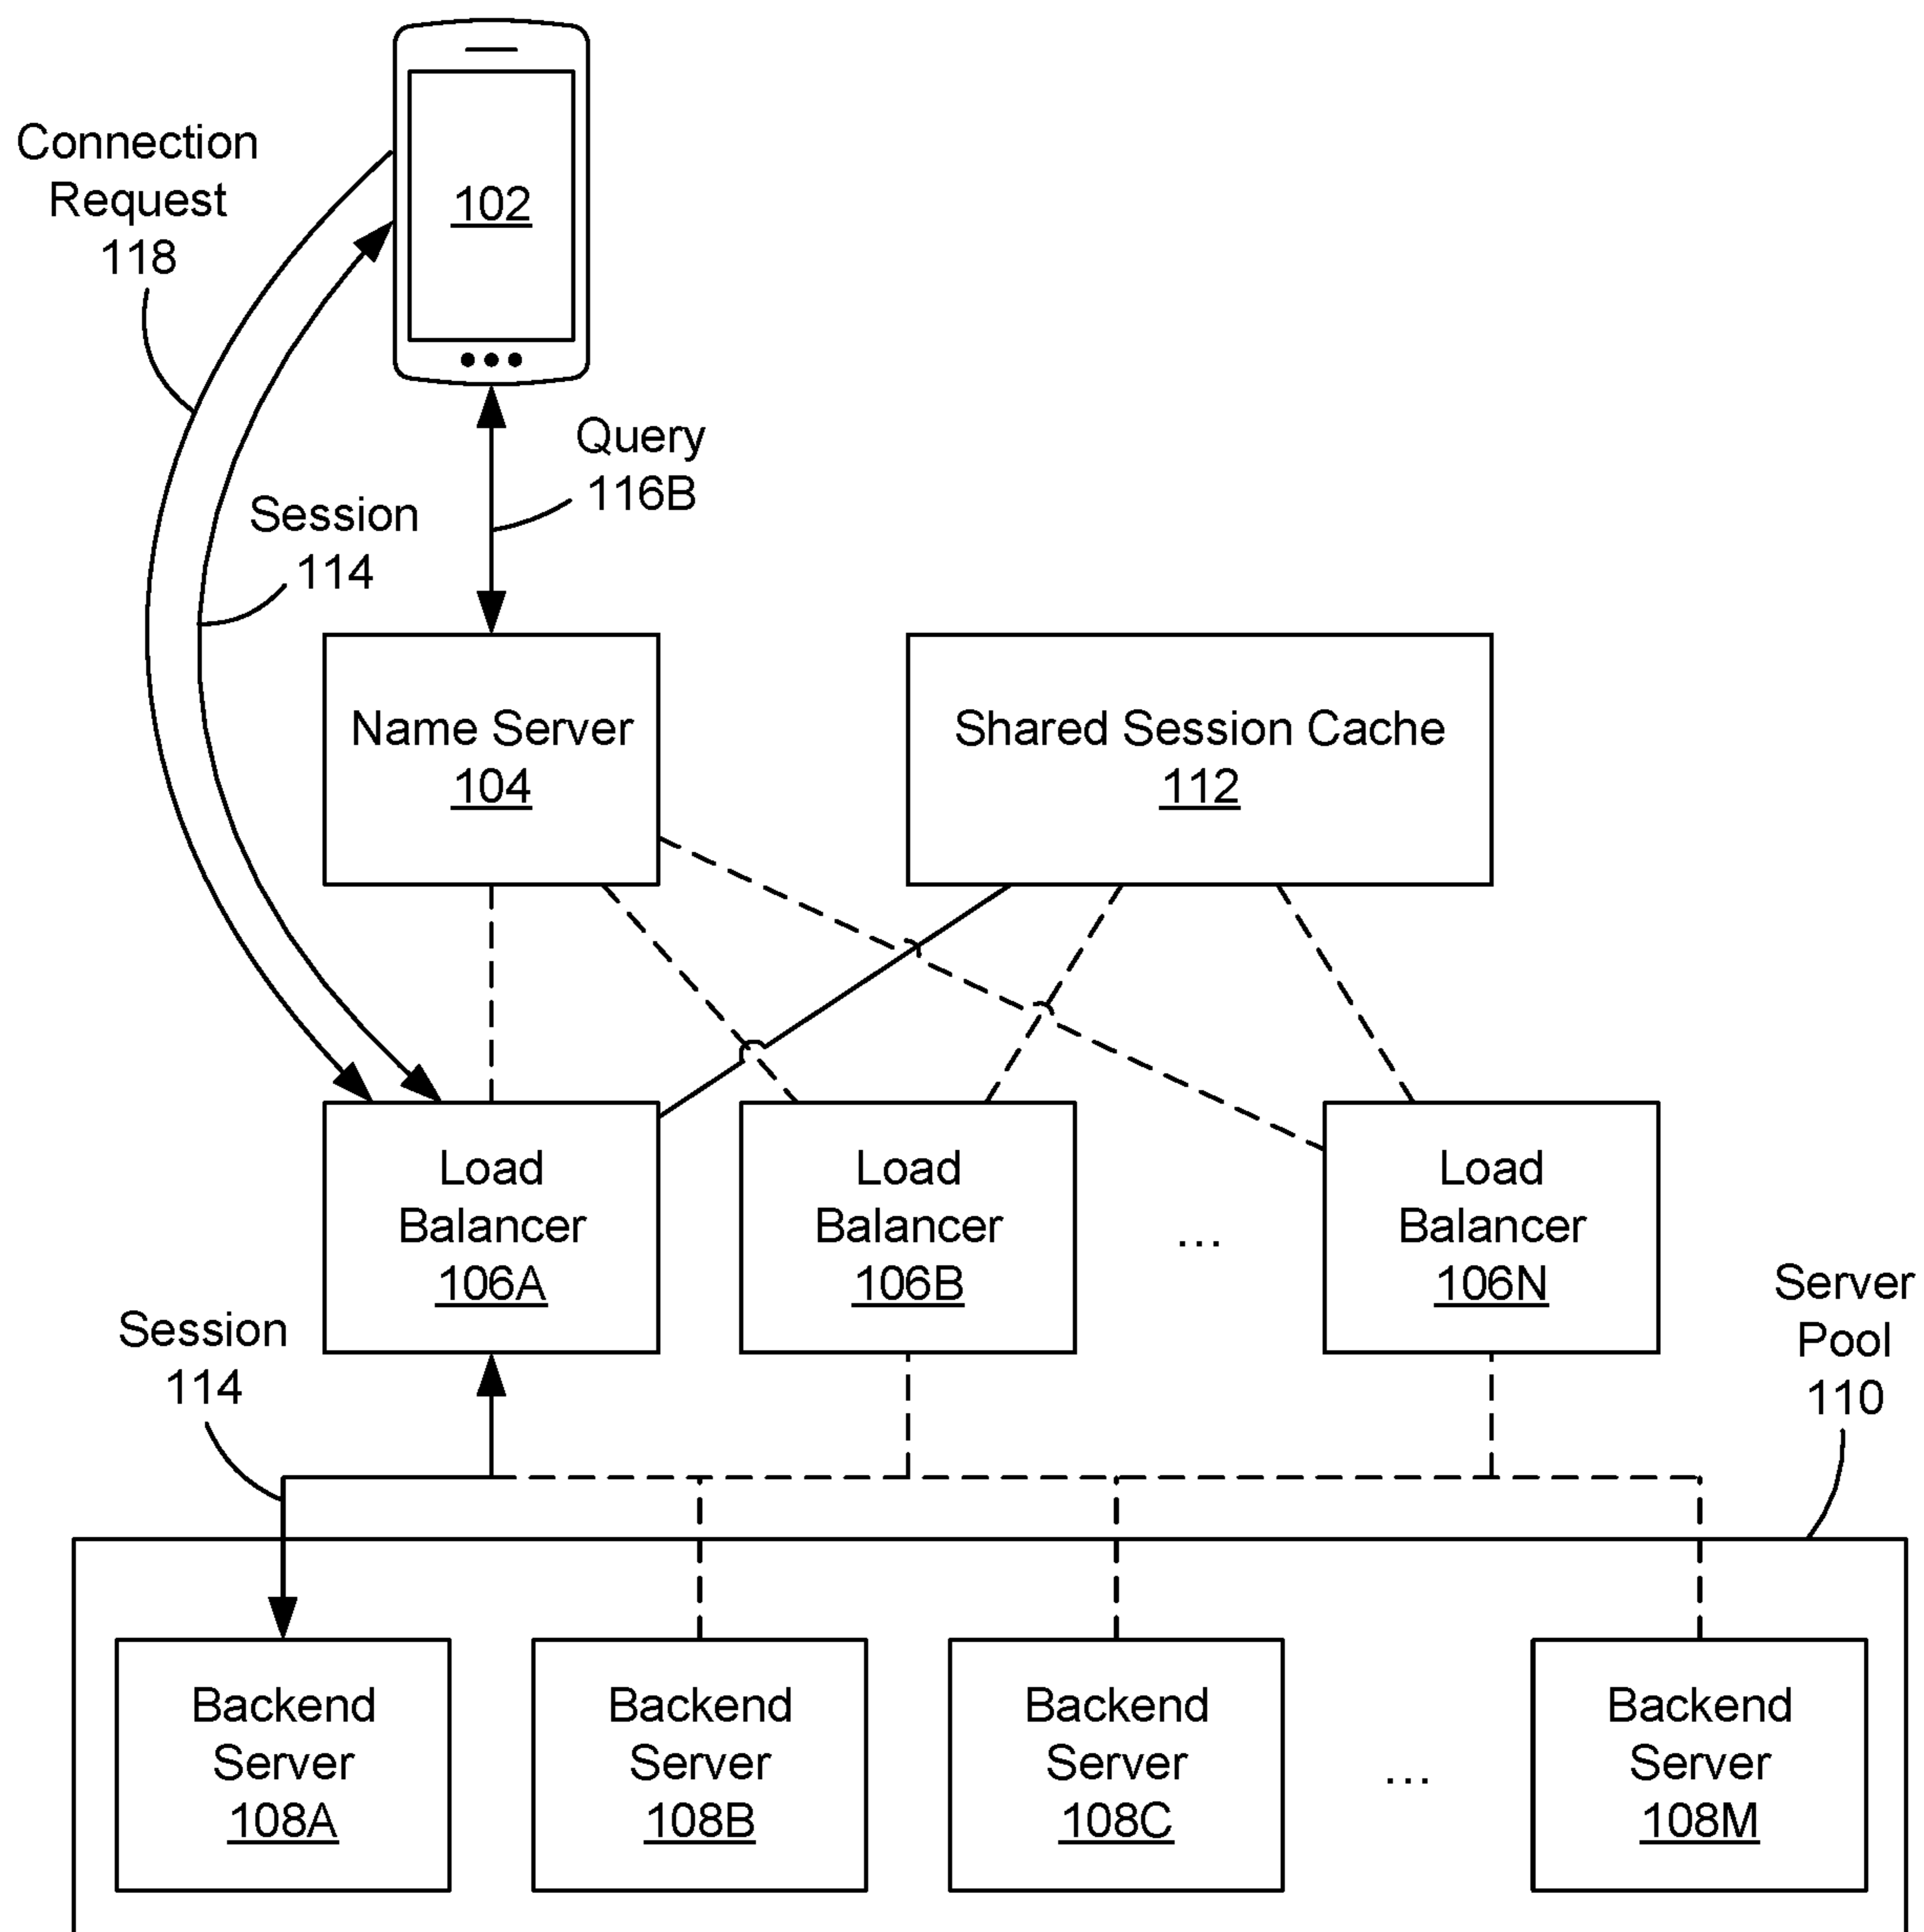 Connection
Request
118
102
Query
116B
Session
114
Name Server
104
Shared Session Cache
112
Load
Balancer
106A
Load
Balancer
106B
...
Load
Balancer
106N
Server
Pool
110
Session
114
Backend
Server
108A
Backend
Server
108B
Backend
Server
108C
...
Backend
Server
108M